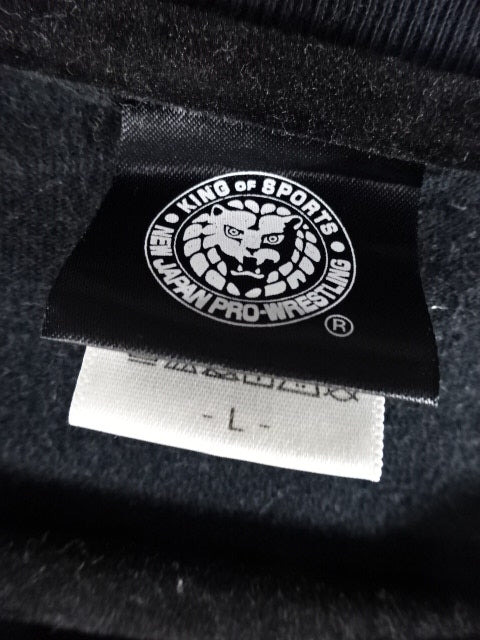 KING OF SPORTS
NEW JAPAN PRO-WRESTLING
®
- L -